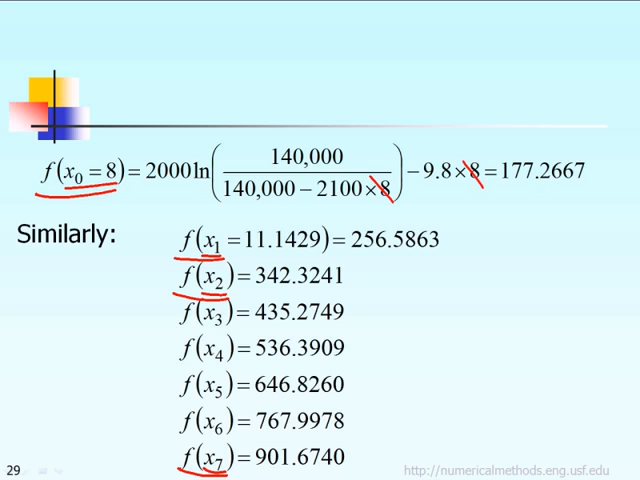 f(x₀ = 8) = 2000 ln(140,000 / (140,000 − 2100 × 8)) − 9.8 × 8 = 177.2667
Similarly:
f(x₁ = 11.1429) = 256.5863
f(x₂) = 342.3241
f(x₃) = 435.2749
f(x₄) = 536.3909
f(x₅) = 646.8260
f(x₆) = 767.9978
f(x₇) = 901.6740
29
http://numericalmethods.eng.usf.edu